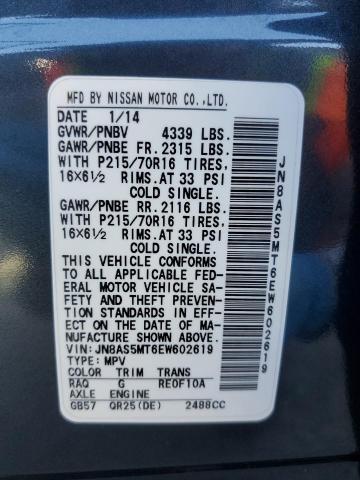 MFD BY NISSAN MOTOR CO.,LTD.
DATE 1/14
GVWR/PNBV 4339 LBS.
GAWR/PNBE FR. 2315 LBS.
WITH P215/70R16 TIRES,
16X6½ RIMS.AT 33 PSI
COLD SINGLE.
GAWR/PNBE RR. 2116 LBS.
WITH P215/70R16 TIRES,
16X6½ RIMS.AT 33 PSI
COLD SINGLE.
THIS VEHICLE CONFORMS
TO ALL APPLICABLE FED-
ERAL MOTOR VEHICLE SA-
FETY AND THEFT PREVENT-
ION STANDARDS IN EFF-
ECT ON THE DATE OF MA-
NUFACTURE SHOWN ABOVE.
VIN: JN8AS5MT6EW602619
TYPE: MPV
COLOR TRIM TRANS
RAQ G RE0F10A
AXLE ENGINE
GB57 QR25(DE) 2488CC
JN8AS5MT6EW602619